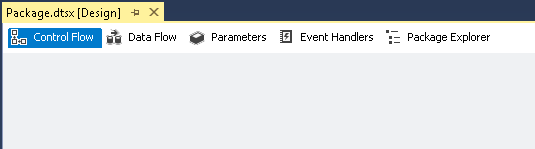 Package.dtsx [Design]
Control Flow Data Flow Parameters Event Handlers Package Explorer